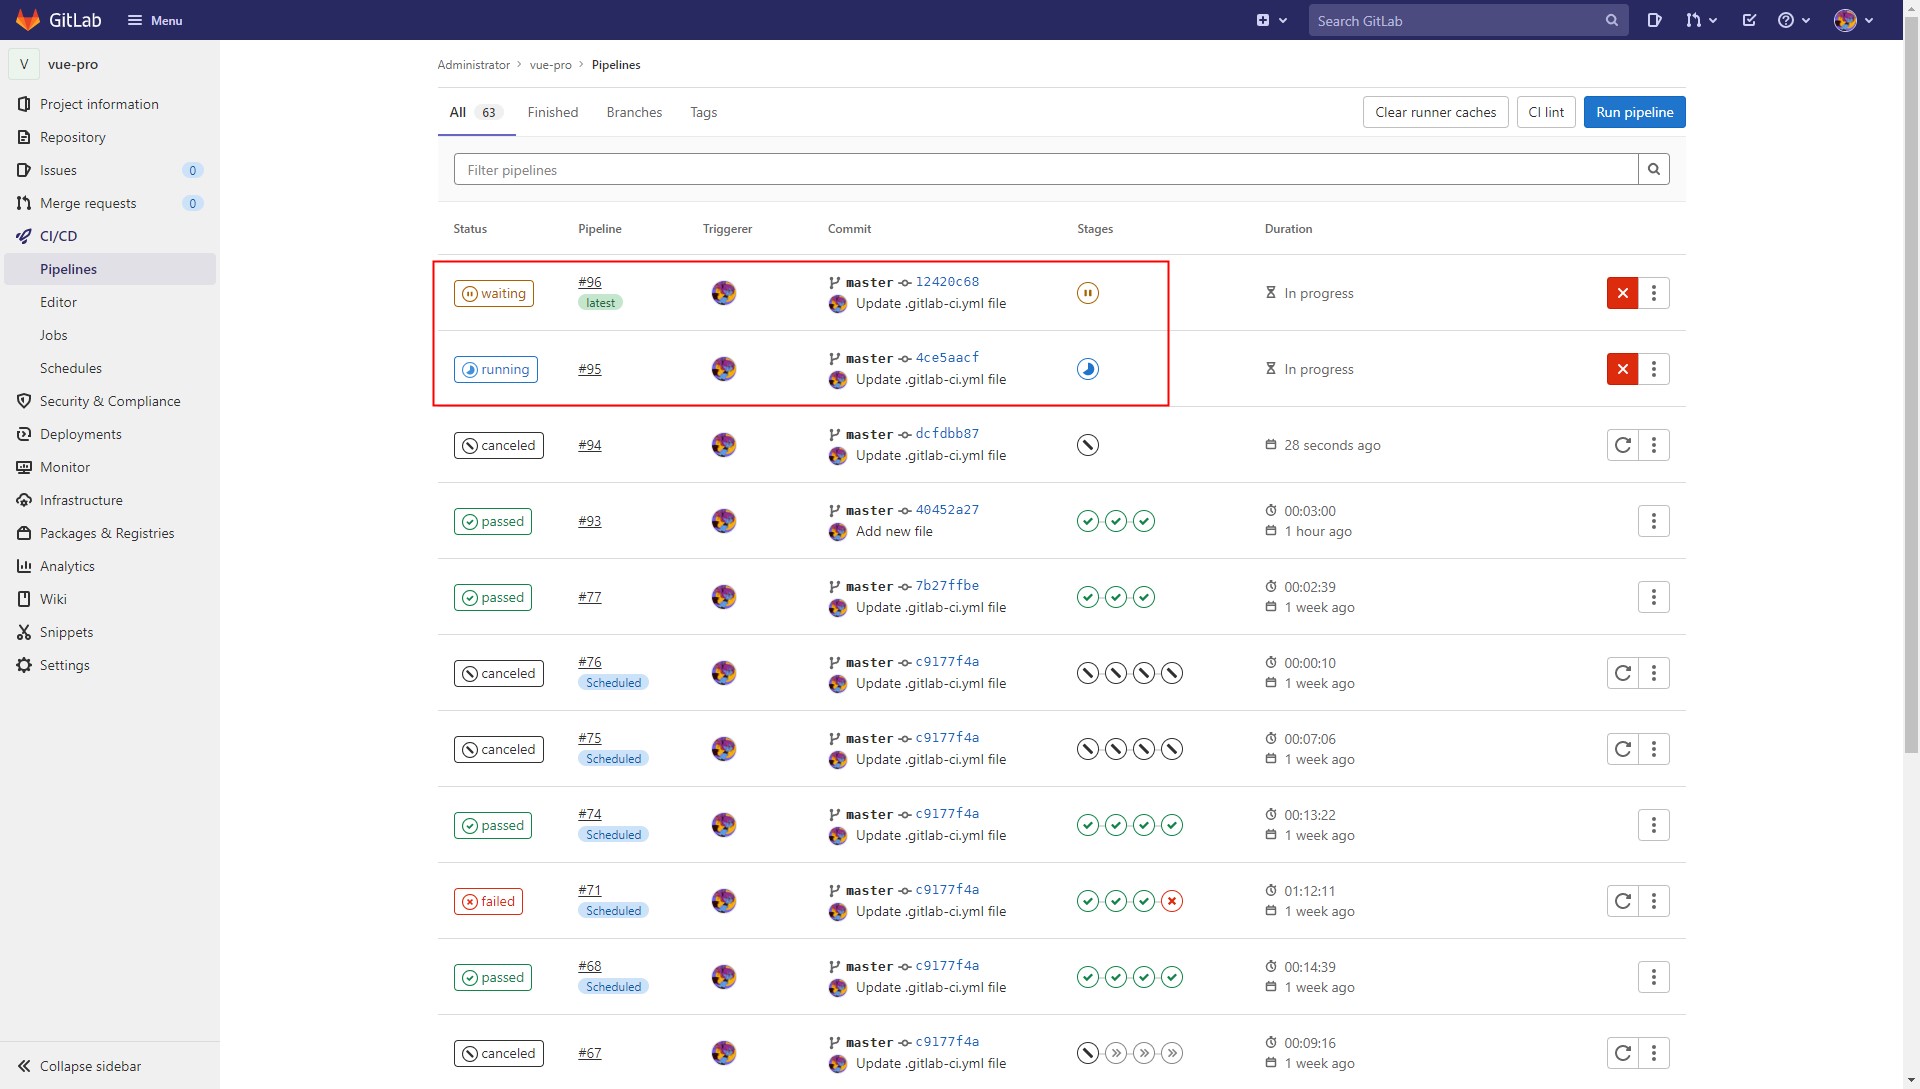 GitLab Menu Search GitLab
V vue-pro
Project information
Repository
Issues 0
Merge requests 0
CI/CD
Pipelines
Editor
Jobs
Schedules
Security & Compliance
Deployments
Monitor
Infrastructure
Packages & Registries
Analytics
Wiki
Snippets
Settings
Collapse sidebar
Administrator > vue-pro > Pipelines
All 63 Finished Branches Tags Clear runner caches CI lint Run pipeline
Filter pipelines
Status Pipeline Triggerer Commit Stages Duration
waiting #96 latest master 12420c68 In progress
Update .gitlab-ci.yml file
running #95 master 4ce5aacf In progress
Update .gitlab-ci.yml file
canceled #94 master dcfdbb87 28 seconds ago
Update .gitlab-ci.yml file
passed #93 master 40452a27 00:03:00
Add new file 1 hour ago
passed #77 master 7b27ffbe 00:02:39
Update .gitlab-ci.yml file 1 week ago
canceled #76 master c9177f4a 00:00:10
Scheduled Update .gitlab-ci.yml file 1 week ago
canceled #75 master c9177f4a 00:07:06
Scheduled Update .gitlab-ci.yml file 1 week ago
passed #74 master c9177f4a 00:13:22
Scheduled Update .gitlab-ci.yml file 1 week ago
failed #71 master c9177f4a 01:12:11
Scheduled Update .gitlab-ci.yml file 1 week ago
passed #68 master c9177f4a 00:14:39
Scheduled Update .gitlab-ci.yml file 1 week ago
canceled #67 master c9177f4a 00:09:16
Update .gitlab-ci.yml file 1 week ago